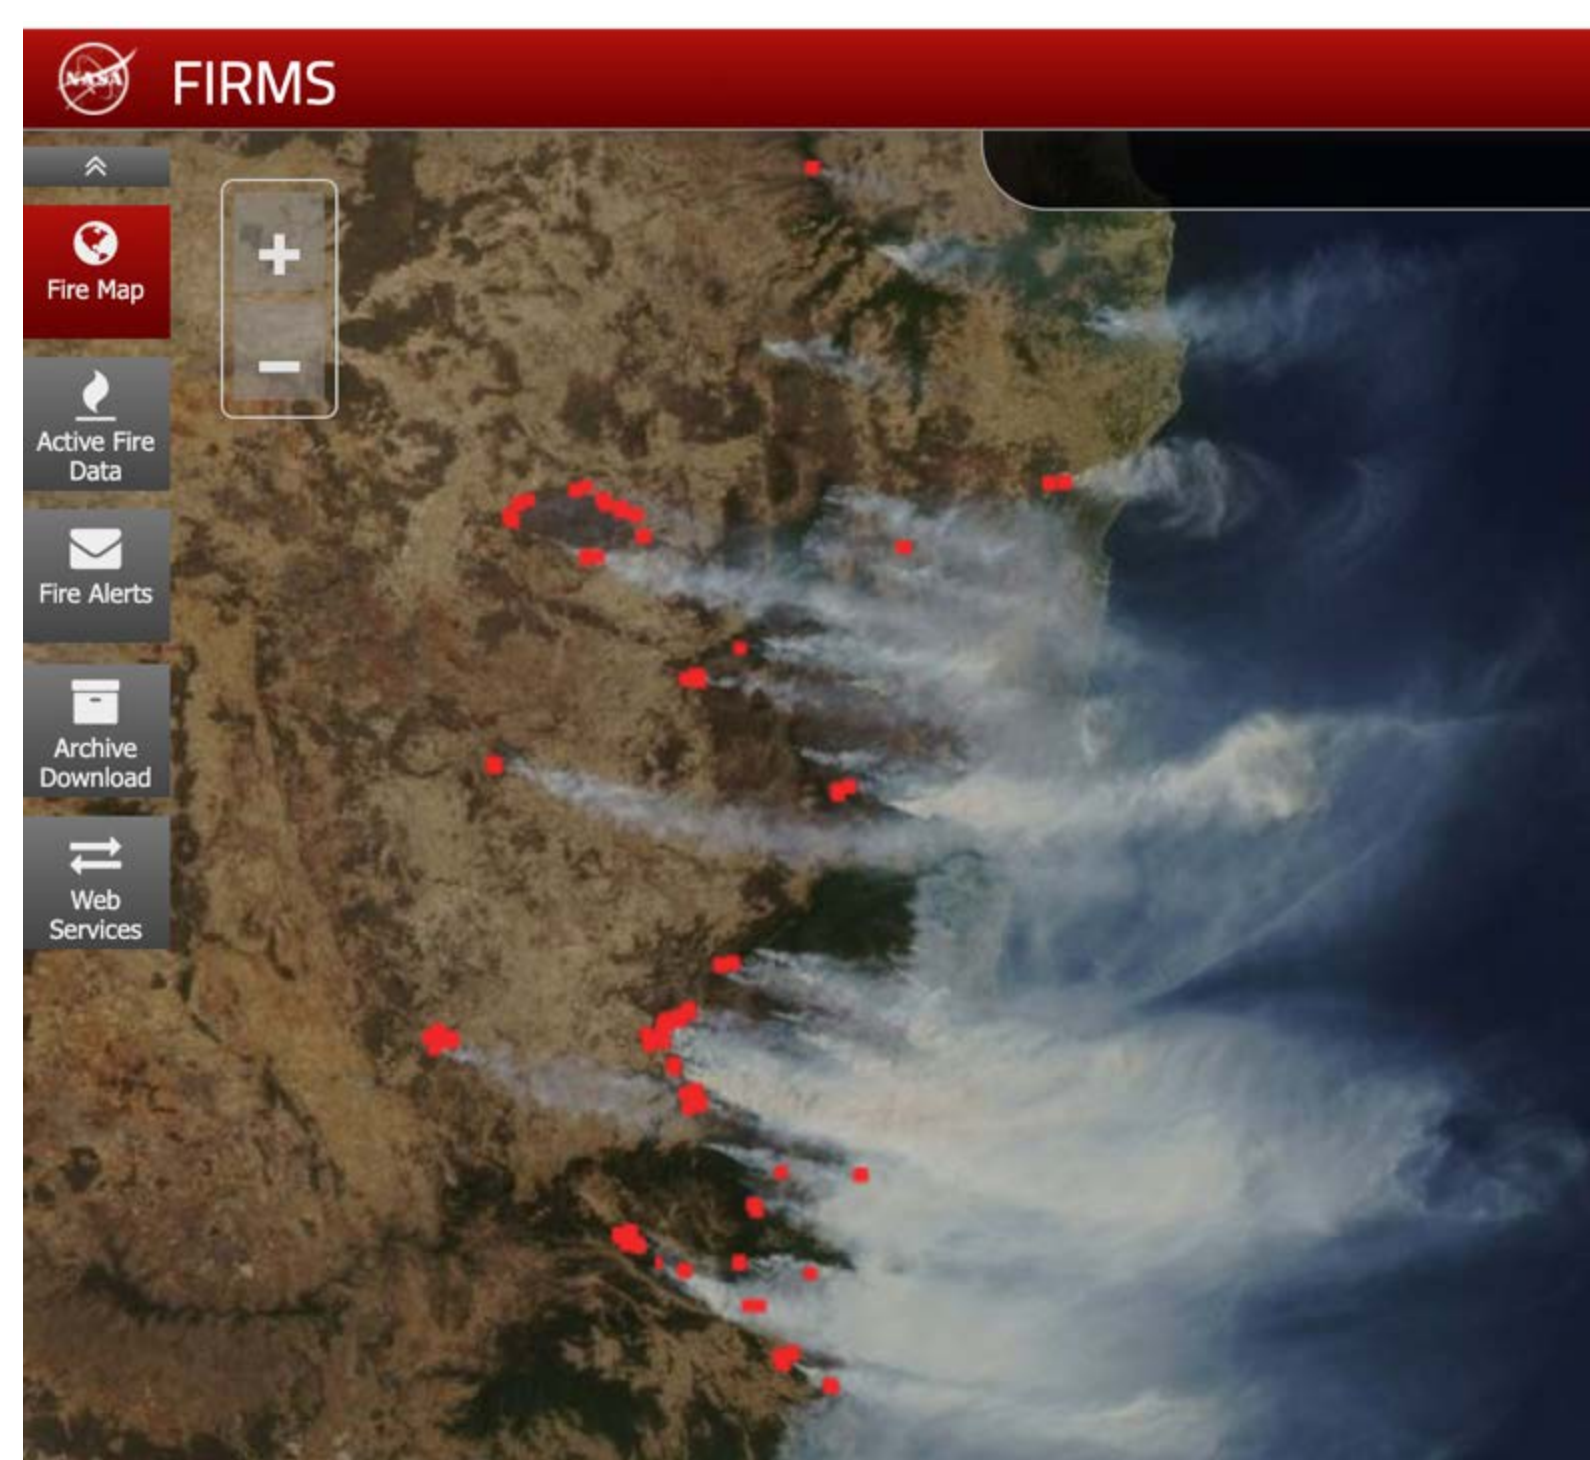 NASA
FIRMS
Fire Map
Active Fire
Data
Fire Alerts
Archive
Download
Web
Services